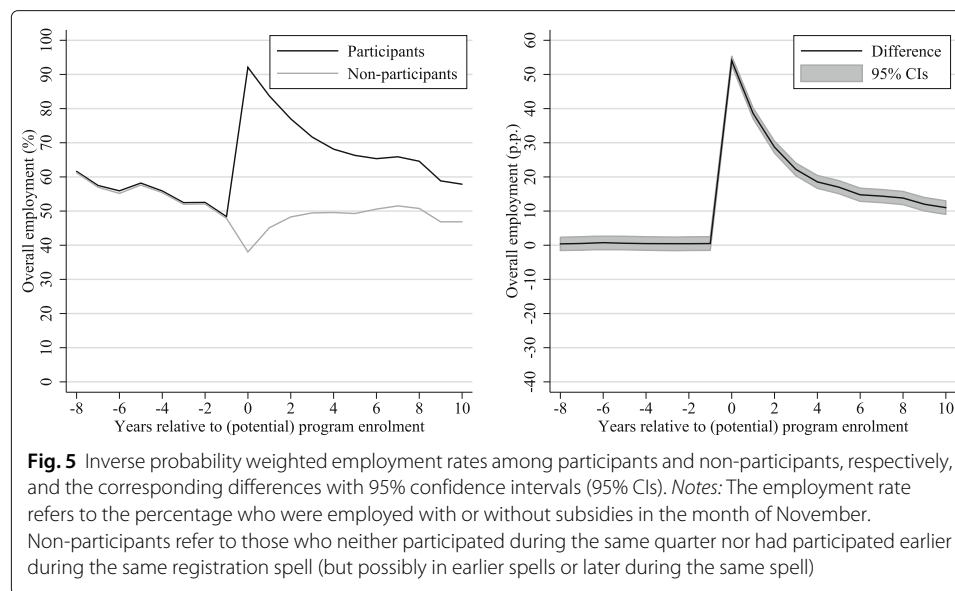 Overall employment (%)
0 10 20 30 40 50 60 70 80 90 100
Participants
Non-participants
-8 -6 -4 -2 0 2 4 6 8 10
Years relative to (potential) program enrolment
Overall employment (p.p.)
-40 -30 -20 -10 0 10 20 30 40 50 60
Difference
95% CIs
-8 -6 -4 -2 0 2 4 6 8 10
Years relative to (potential) program enrolment
Fig. 5 Inverse probability weighted employment rates among participants and non-participants, respectively,
and the corresponding differences with 95% confidence intervals (95% CIs). Notes: The employment rate
refers to the percentage who were employed with or without subsidies in the month of November.
Non-participants refer to those who neither participated during the same quarter nor had participated earlier
during the same registration spell (but possibly in earlier spells or later during the same spell)